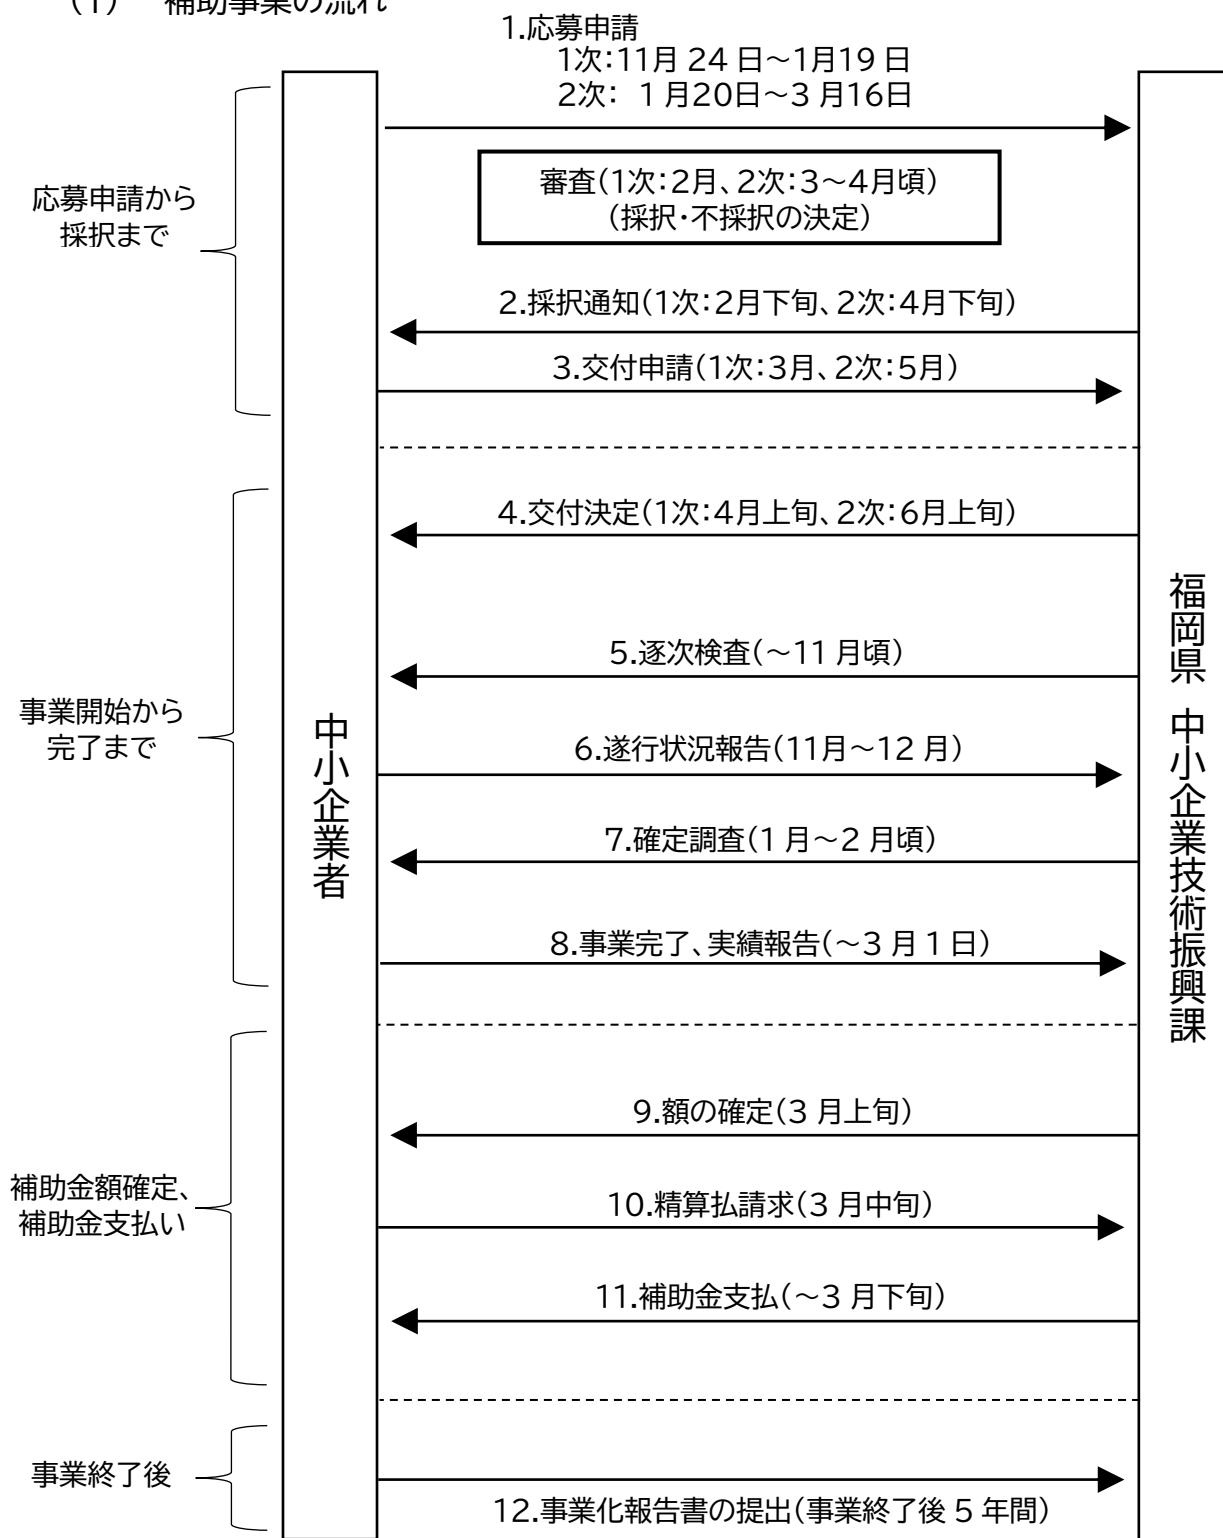 (1) 補助事業の流れ
1.応募申請
1次：11月 24 日～1月19 日
2次： 1 月20日～3 月16日
審査(1次：2月、2次：3～4月頃)
(採択・不採択の決定)
応募申請から
採択まで
2.採択通知(1次：2月下旬、2次：4月下旬)
3.交付申請(1次：3月、2次：5月)
4.交付決定(1次：4月上旬、2次：6月上旬)
5.逐次検査(～11 月頃)
事業開始から
完了まで
6.遂行状況報告(11月～12 月)
7.確定調査(1 月～2 月頃)
8.事業完了、実績報告(～3 月 1 日)
中小企業者
福岡県 中小企業技術振興課
9.額の確定(3 月上旬)
補助金額確定、
補助金支払い
10.精算払請求(3 月中旬)
11.補助金支払(～3 月下旬)
事業終了後
12.事業化報告書の提出(事業終了後 5 年間)